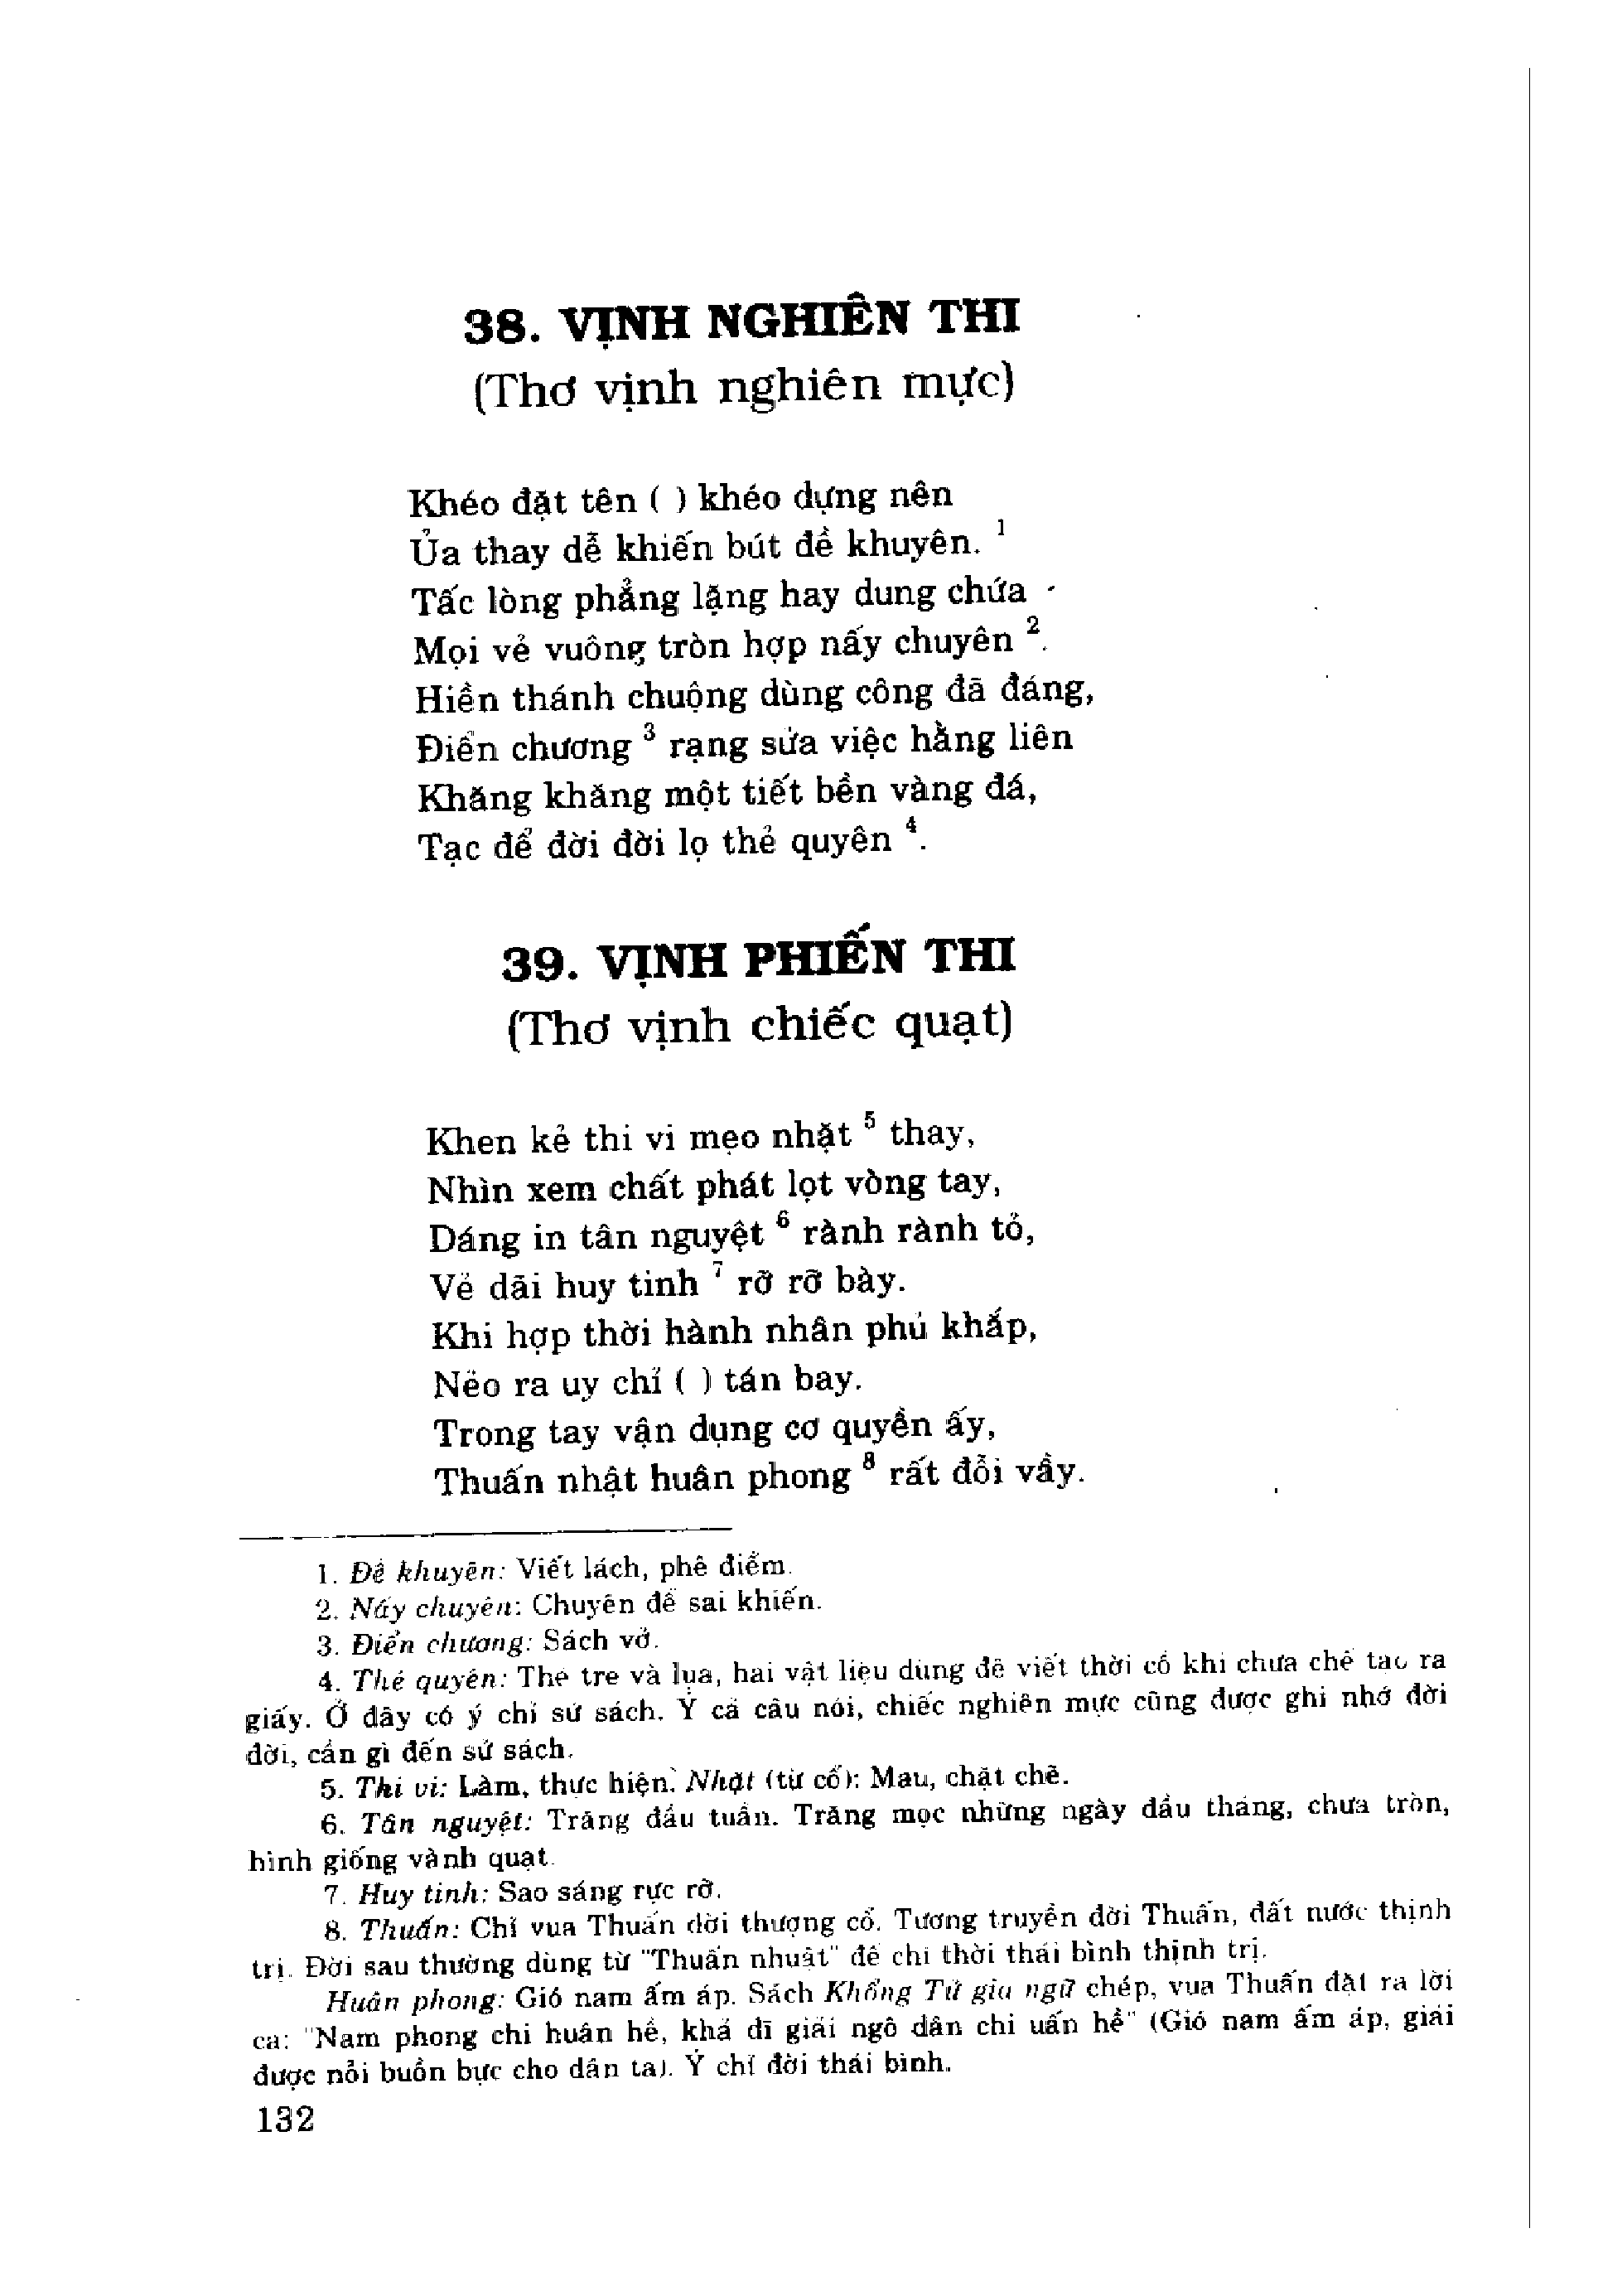 38. VỊNH NGHIÊN THI
(Thơ vịnh nghiên mực)
Khéo đặt tên ( ) khéo dựng nên
Ủa thay dễ khiến bút đề khuyên. 1
Tấc lòng phẳng lặng hay dung chứa
Mọi vẻ vuông tròn hợp nấy chuyên 2.
Hiền thánh chuộng dùng công đã đáng,
Điển chương 3 rạng sửa việc hằng liên
Khăng khăng một tiết bền vàng đá,
Tạc để đời đời lọ thẻ quyên 4.
39. VỊNH PHIẾN THI
(Thơ vịnh chiếc quạt)
Khen kẻ thi vi mẹo nhặt 5 thay,
Nhìn xem chất phát lọt vòng tay,
Dáng in tân nguyệt 6 rành rành tỏ,
Vẻ dãi huy tinh 7 rỡ rỡ bày.
Khi hợp thời hành nhân phủ khắp,
Nẻo ra uy chỉ ( ) tán bay.
Trong tay vận dụng cơ quyền ấy,
Thuấn nhật huân phong 8 rất đỗi vầy.
1. Đề khuyên: Viết lách, phê điểm.
2. Nấy chuyên: Chuyên để sai khiến.
3. Điển chương: Sách vở.
4. Thẻ quyên: Thẻ tre và lụa, hai vật liệu dùng để viết thời cổ khi chưa chế tạo ra
giấy. Ở đây có ý chỉ sử sách. Ý cả câu nói, chiếc nghiên mực cũng được ghi nhớ đời
đời, cần gì đến sử sách.
5. Thi vi: Làm, thực hiện. Nhặt (từ cổ): Mau, chặt chẽ.
6. Tân nguyệt: Trăng đầu tuần. Trăng mọc những ngày đầu tháng, chưa tròn,
hình giống vành quạt.
7. Huy tinh: Sao sáng rực rỡ.
8. Thuấn: Chỉ vua Thuấn đời thượng cổ. Tương truyền đời Thuấn, đất nước thịnh
trị. Đời sau thường dùng từ "Thuấn nhuật" để chỉ thời thái bình thịnh trị.
Huân phong: Gió nam ấm áp. Sách Khổng Tử gia ngữ chép, vua Thuấn đặt ra lời
ca: "Nam phong chi huân hề, khả dĩ giải ngô dân chi uấn hề" (Gió nam ấm áp, giải
được nỗi buồn bực cho dân ta). Ý chỉ đời thái bình.
132